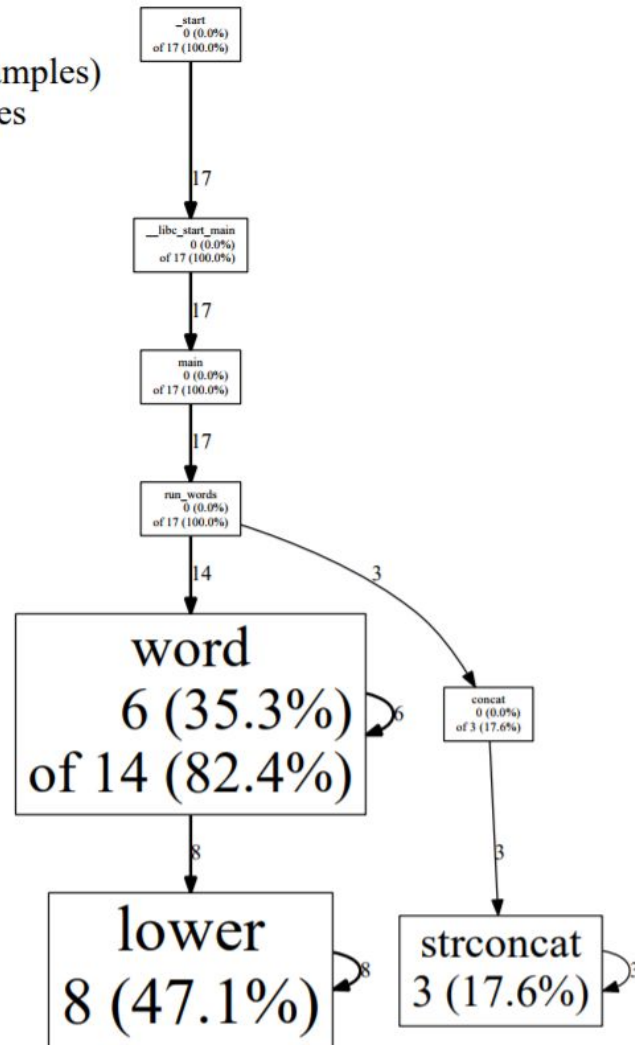 _start
0 (0.0%)
of 17 (100.0%)
amples)
es
17
__libc_start_main
0 (0.0%)
of 17 (100.0%)
17
main
0 (0.0%)
of 17 (100.0%)
17
run_words
0 (0.0%)
of 17 (100.0%)
14
3
word
6 (35.3%)
of 14 (82.4%)
6
concat
0 (0.0%)
of 3 (17.6%)
8
3
lower
8 (47.1%)
8
strconcat
3 (17.6%)
3